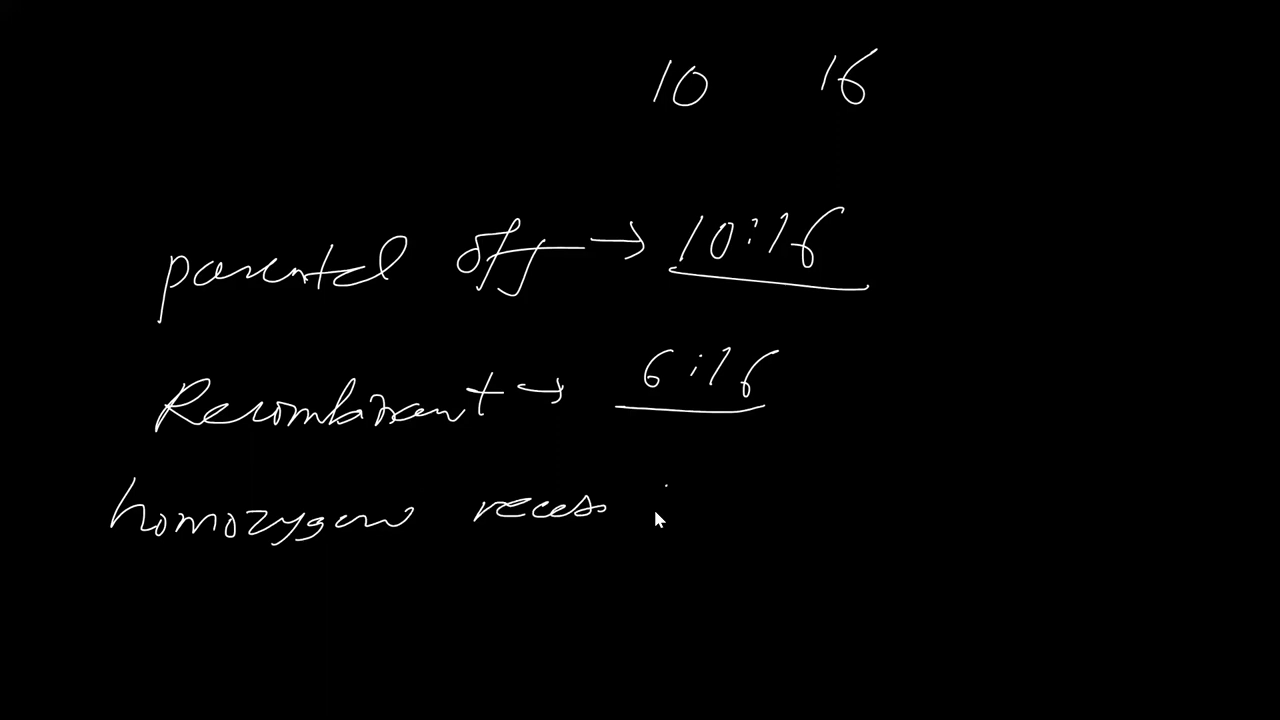 10 16
parental off → 10:16
Recombinant → 6:16
homozygous recess